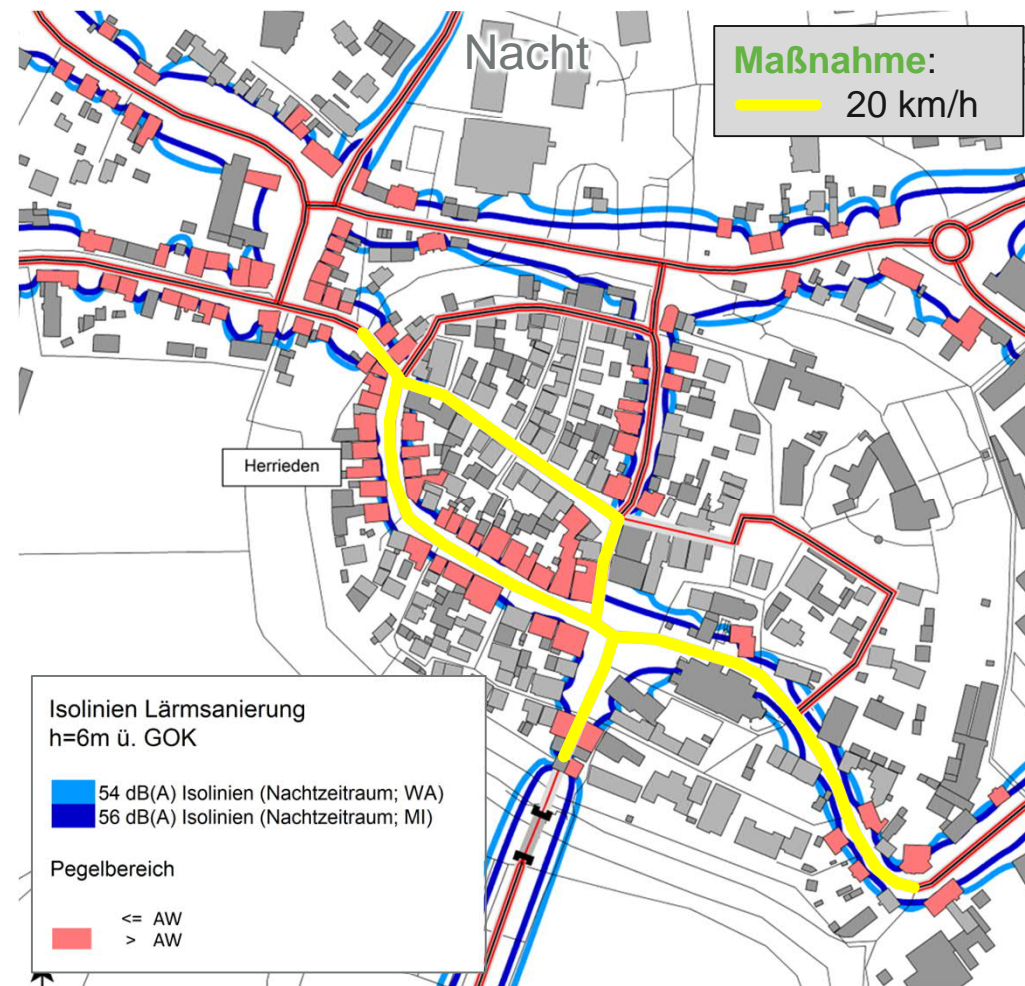 Nacht
Maßnahme:
20 km/h
Herrieden
Isolinien Lärmsanierung
h=6m ü. GOK
54 dB(A) Isolinien (Nachtzeitraum; WA)
56 dB(A) Isolinien (Nachtzeitraum; MI)
Pegelbereich
<= AW
> AW